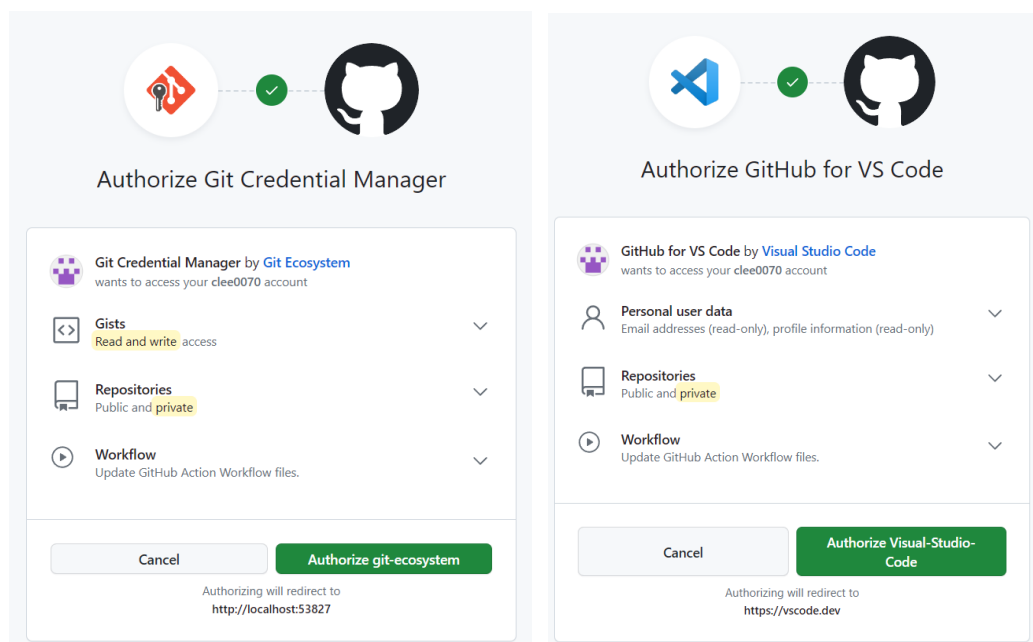 Authorize Git Credential Manager
Git Credential Manager by Git Ecosystem
wants to access your clee0070 account
Gists
Read and write access
Repositories
Public and private
Workflow
Update GitHub Action Workflow files.
Cancel
Authorize git-ecosystem
Authorizing will redirect to
http://localhost:53827
Authorize GitHub for VS Code
GitHub for VS Code by Visual Studio Code
wants to access your clee0070 account
Personal user data
Email addresses (read-only), profile information (read-only)
Repositories
Public and private
Workflow
Update GitHub Action Workflow files.
Cancel
Authorize Visual-Studio-
Code
Authorizing will redirect to
https://vscode.dev